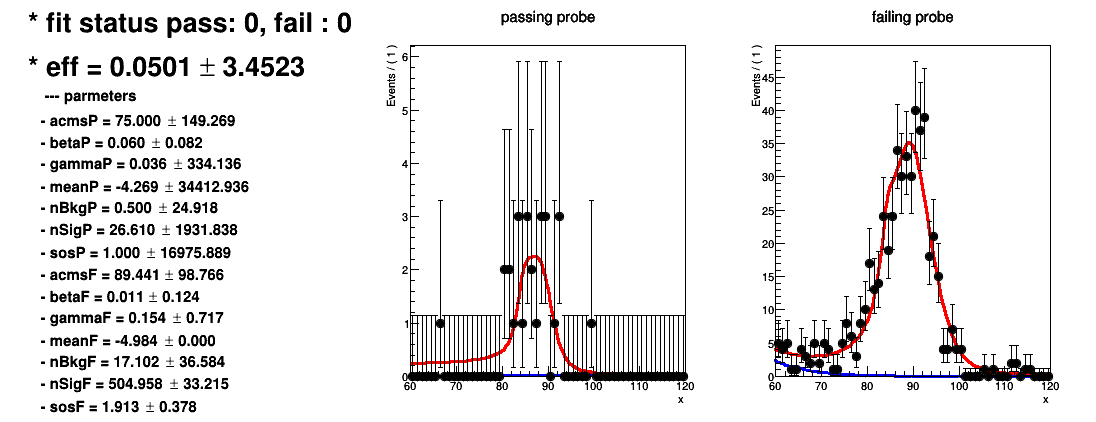 * fit status pass: 0, fail : 0
* eff = 0.0501 ± 3.4523
--- parmeters
- acmsP = 75.000 ± 149.269
- betaP = 0.060 ± 0.082
- gammaP = 0.036 ± 334.136
- meanP = -4.269 ± 34412.936
- nBkgP = 0.500 ± 24.918
- nSigP = 26.610 ± 1931.838
- sosP = 1.000 ± 16975.889
- acmsF = 89.441 ± 98.766
- betaF = 0.011 ± 0.124
- gammaF = 0.154 ± 0.717
- meanF = -4.984 ± 0.000
- nBkgF = 17.102 ± 36.584
- nSigF = 504.958 ± 33.215
- sosF = 1.913 ± 0.378
passing probe
Events / ( 1 )
6
5
4
3
2
1
0
60 70 80 90 100 110 120
x
failing probe
Events / ( 1 )
45
40
35
30
25
20
15
10
5
0
60 70 80 90 100 110 120
x